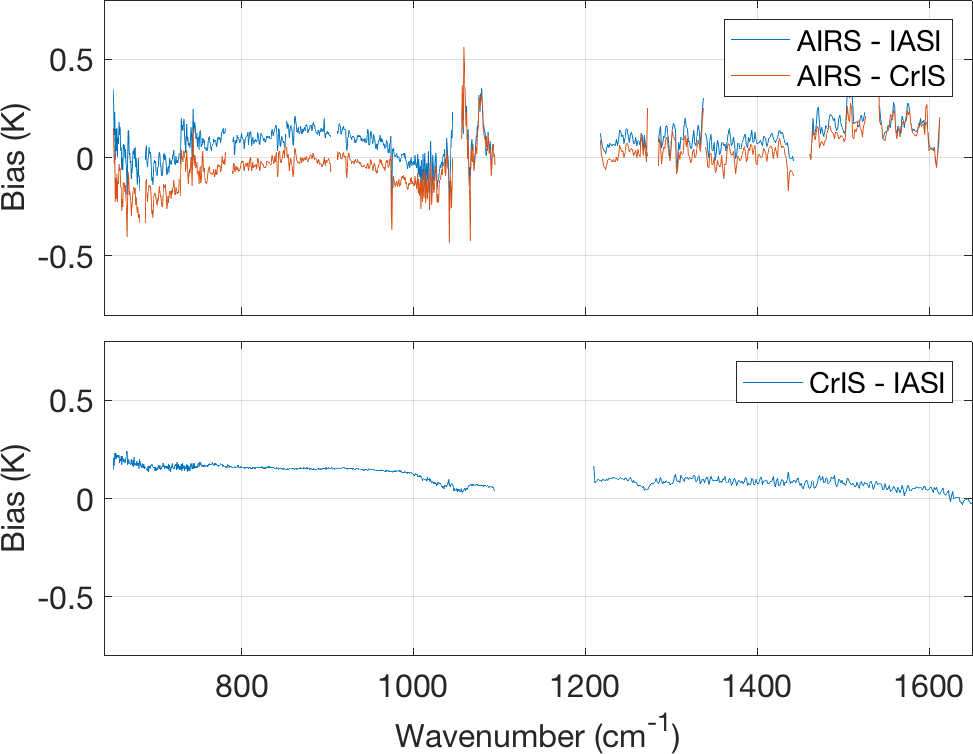 0.5
0
-0.5
Bias (K)
AIRS - IASI
AIRS - CrIS
0.5
0
-0.5
Bias (K)
CrIS - IASI
800 1000 1200 1400 1600
Wavenumber (cm⁻¹)